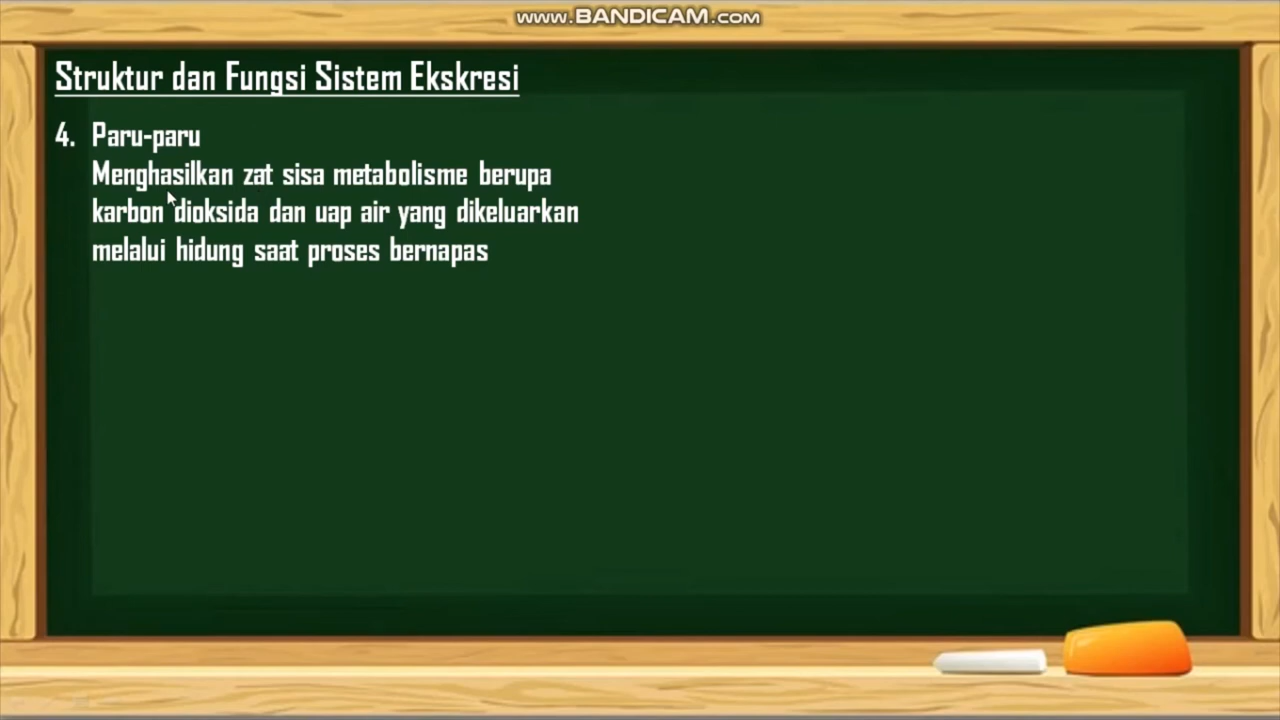 www.BANDICAM.com
Struktur dan Fungsi Sistem Ekskresi
4. Paru-paru
Menghasilkan zat sisa metabolisme berupa
karbon dioksida dan uap air yang dikeluarkan
melalui hidung saat proses bernapas